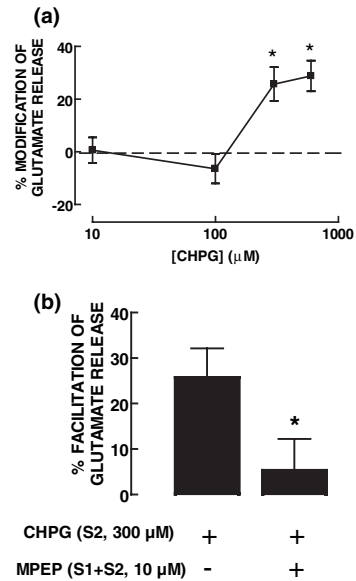 (a)
% MODIFICATION OF
GLUTAMATE RELEASE
40
20
0
-20
* *
10 100 1000
[CHPG] (µM)
(b)
% FACILITATION OF
GLUTAMATE RELEASE
40
30
20
10
0
*
CHPG (S2, 300 µM) + +
MPEP (S1+S2, 10 µM) - +